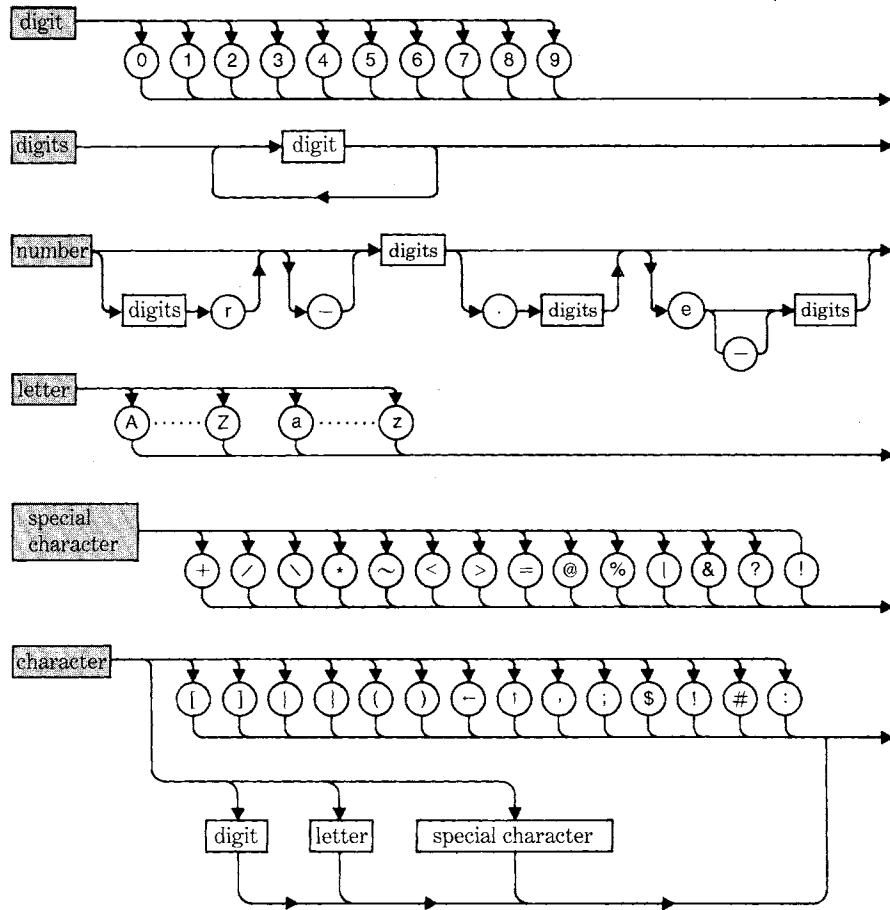 digit
0 1 2 3 4 5 6 7 8 9
digits
digit
number
digits
digits r − . digits e digits
−
letter
A ······ Z a ······· z
special
character
+ / \ * ~ < > = @ % | & ? !
character
[ ] { } ( ) ← ↑ , ; $ ! # :
digit letter special character